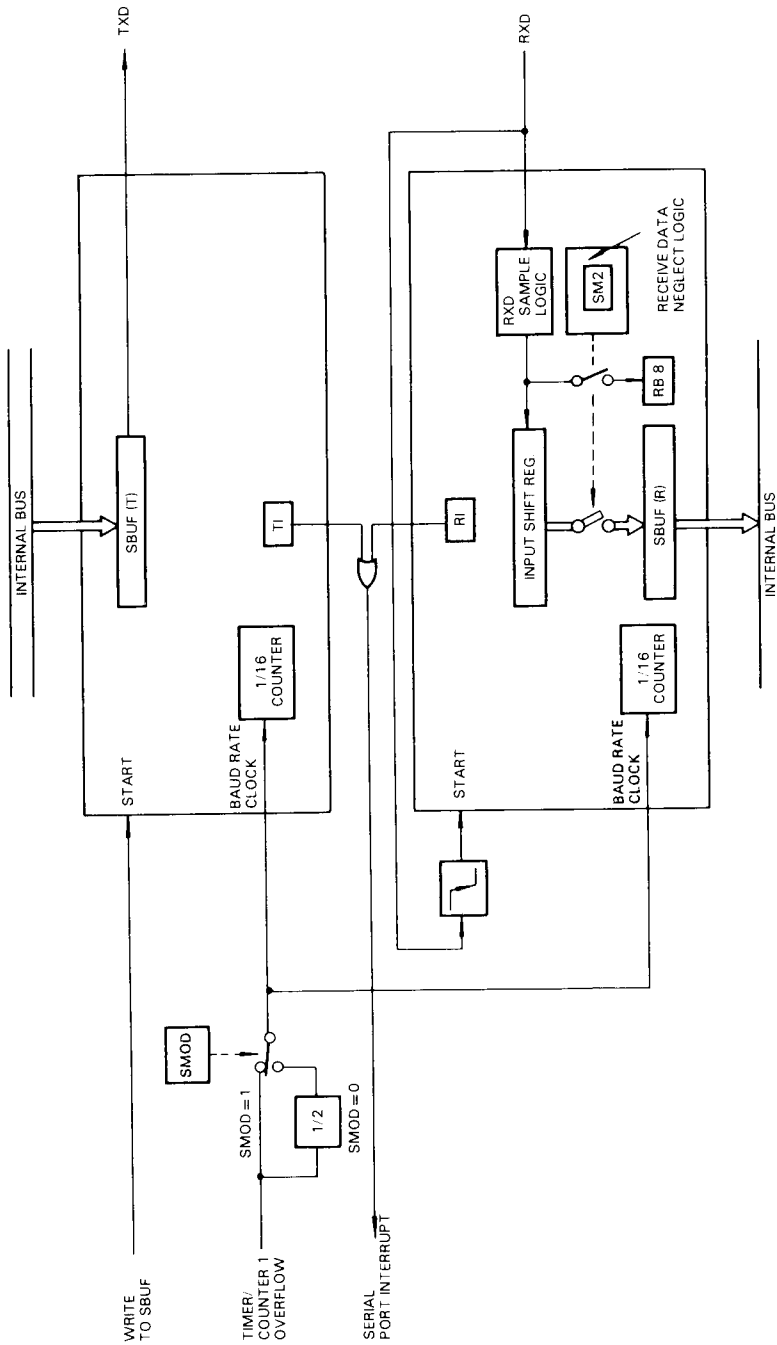 INTERNAL BUS
SBUF (T)
TXD
START
WRITE
TO SBUF
BAUD RATE
CLOCK
1/16
COUNTER
TI
SMOD
SMOD = 1
1/2
SMOD = 0
TIMER/
COUNTER 1
OVERFLOW
SERIAL
PORT INTERRUPT
RI
RXD
START
RXD
SAMPLE
LOGIC
INPUT SHIFT REG.
SM2
RECEIVE DATA
NEGLECT LOGIC
RB 8
SBUF (R)
BAUD RATE
CLOCK
1/16
COUNTER
INTERNAL BUS